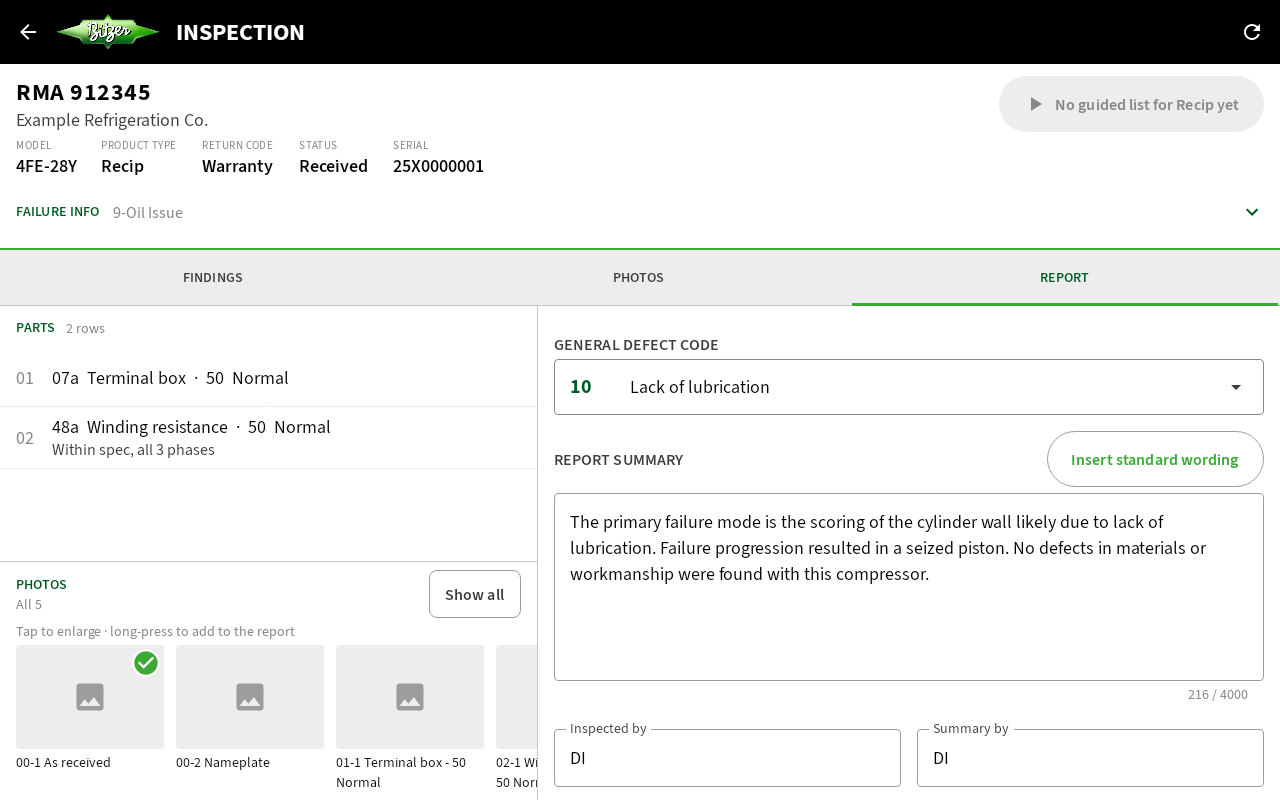 Bitzer INSPECTION
RMA 912345
Example Refrigeration Co.
No guided list for Recip yet
MODEL PRODUCT TYPE RETURN CODE STATUS SERIAL
4FE-28Y Recip Warranty Received 25X0000001
FAILURE INFO 9-Oil Issue
FINDINGS PHOTOS REPORT
PARTS 2 rows
01 07a Terminal box · 50 Normal
02 48a Winding resistance · 50 Normal
Within spec, all 3 phases
PHOTOS
All 5
Show all
Tap to enlarge · long-press to add to the report
00-1 As received
00-2 Nameplate
01-1 Terminal box - 50
Normal
02-1 Wi
50 Nor
GENERAL DEFECT CODE
10 Lack of lubrication
REPORT SUMMARY
Insert standard wording
The primary failure mode is the scoring of the cylinder wall likely due to lack of
lubrication. Failure progression resulted in a seized piston. No defects in materials or
workmanship were found with this compressor.
216 / 4000
Inspected by
DI
Summary by
DI